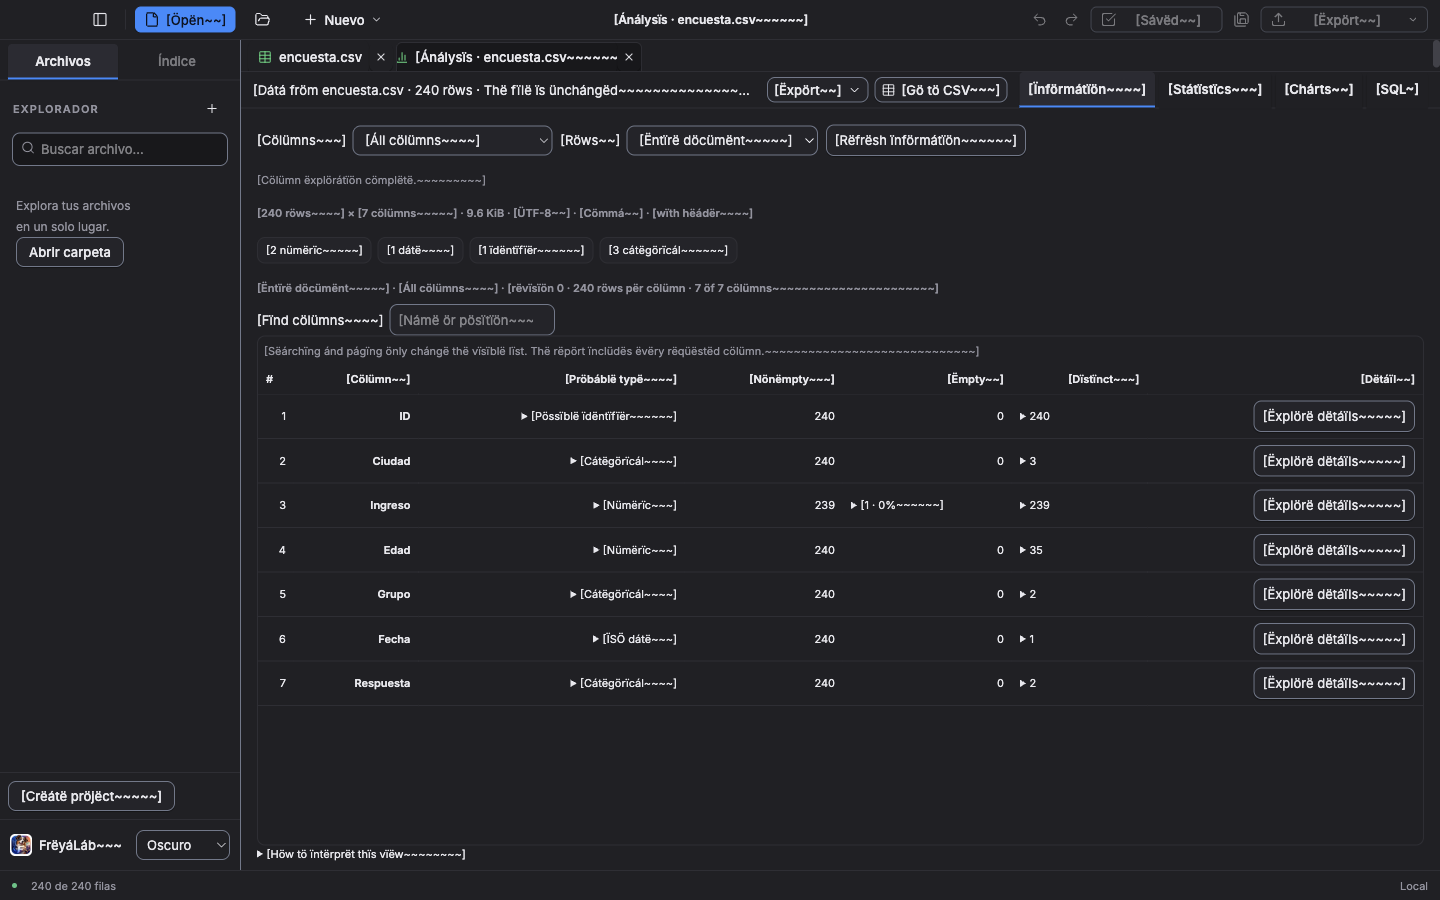 [Öpën~~]
Nuevo
[Ánálysïs · encuesta.csv~~~~~~]
[Sávëd~~]
[Ëxpört~~]
Archivos
Índice
encuesta.csv
[Ánálysïs · encuesta.csv~~~~~~
[Dátá fröm encuesta.csv · 240 röws · Thë fïlë ïs ünchángëd~~~~~~~~~~~~~~...
[Ëxpört~~]
[Gö tö CSV~~~]
[Ïnförmátïön~~~~]
[Státïstïcs~~~]
[Chárts~~]
[SQL~]
EXPLORADOR
Buscar archivo...
Explora tus archivos
en un solo lugar.
Abrir carpeta
[Cölümns~~~]
[Áll cölümns~~~~]
[Röws~~]
[Ëntïrë döcümënt~~~~~]
[Rëfrësh ïnförmátïön~~~~~~]
[Cölümn ëxplörátïön cömplëtë.~~~~~~~~~]
[240 röws~~~~] × [7 cölümns~~~~~] · 9.6 KiB · [ÜTF-8~~] · [Cömmá~~] · [wïth hëádër~~~~]
[2 nümërïc~~~~~]
[1 dátë~~~~]
[1 ïdëntïfïër~~~~~~]
[3 cátëgörïcál~~~~~~]
[Ëntïrë döcümënt~~~~~] · [Áll cölümns~~~~] · [rëvïsïön 0 · 240 röws për cölümn · 7 öf 7 cölümns~~~~~~~~~~~~~~~~~~~~~~]
[Fïnd cölümns~~~~]
[Námë ör pösïtïön~~~
[Sëárchïng ánd págïng önly chángë thë vïsïblë lïst. Thë rëpört ïnclüdës ëvëry rëqüëstëd cölümn.~~~~~~~~~~~~~~~~~~~~~~~~~~~~~]
# [Cölümn~~] [Pröbáblë typë~~~~] [Nönëmpty~~~] [Ëmpty~~] [Dïstïnct~~~] [Dëtáïl~~]
1 ID [Pössïblë ïdëntïfïër~~~~~~] 240 0 240 [Ëxplörë dëtáïls~~~~~]
2 Ciudad [Cátëgörïcál~~~~] 240 0 3 [Ëxplörë dëtáïls~~~~~]
3 Ingreso [Nümërïc~~~] 239 [1 · 0%~~~~~~] 239 [Ëxplörë dëtáïls~~~~~]
4 Edad [Nümërïc~~~] 240 0 35 [Ëxplörë dëtáïls~~~~~]
5 Grupo [Cátëgörïcál~~~~] 240 0 2 [Ëxplörë dëtáïls~~~~~]
6 Fecha [ÏSÖ dátë~~~] 240 0 1 [Ëxplörë dëtáïls~~~~~]
7 Respuesta [Cátëgörïcál~~~~] 240 0 2 [Ëxplörë dëtáïls~~~~~]
[Höw tö ïntërprët thïs vïëw~~~~~~~~]
[Crëátë pröjëct~~~~~]
FrëyáLáb~~~
Oscuro
240 de 240 filas
Local